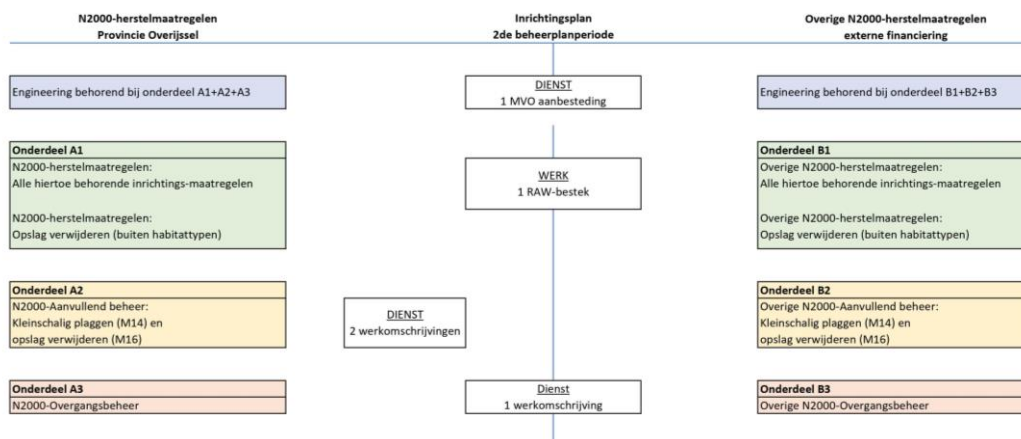 N2000-herstelmaatregelen
Provincie Overijssel
Inrichtingsplan
2de beheerplanperiode
Overige N2000-herstelmaatregelen
externe financiering
Engineering behorend bij onderdeel A1+A2+A3
DIENST
1 MVO aanbesteding
Engineering behorend bij onderdeel B1+B2+B3
Onderdeel A1
N2000-herstelmaatregelen:
Alle hiertoe behorende inrichtings-maatregelen
N2000-herstelmaatregelen:
Opslag verwijderen (buiten habitattypen)
WERK
1 RAW-bestek
Onderdeel B1
Overige N2000-herstelmaatregelen:
Alle hiertoe behorende inrichtings-maatregelen
Overige N2000-herstelmaatregelen:
Opslag verwijderen (buiten habitattypen)
Onderdeel A2
N2000-Aanvullend beheer:
Kleinschalig plaggen (M14) en
opslag verwijderen (M16)
DIENST
2 werkomschrijvingen
Onderdeel B2
Overige N2000-Aanvullend beheer:
Kleinschalig plaggen (M14) en
opslag verwijderen (M16)
Onderdeel A3
N2000-Overgangsbeheer
Dienst
1 werkomschrijving
Onderdeel B3
Overige N2000-Overgangsbeheer